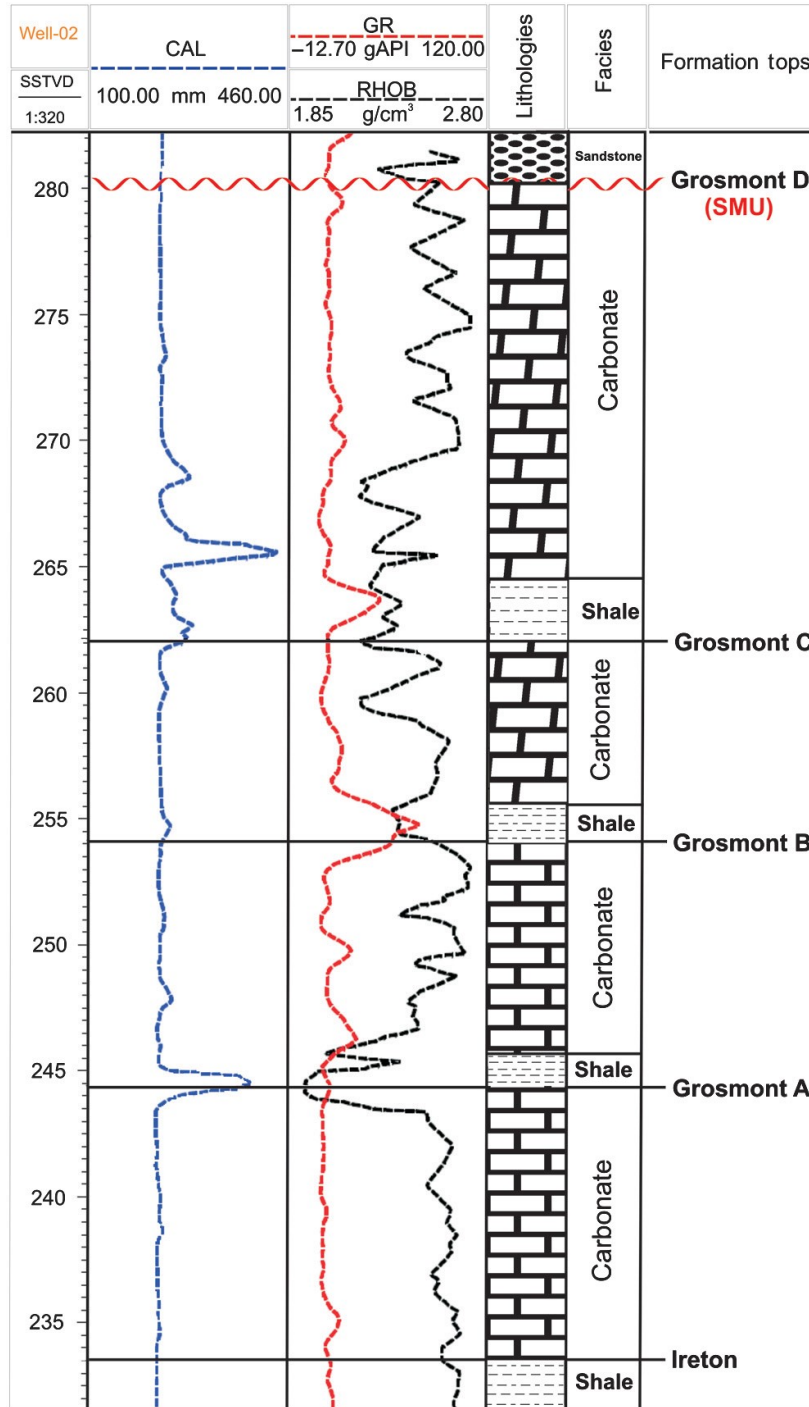 Well-02
SSTVD
1:320
CAL
100.00 mm 460.00
GR
−12.70 gAPI 120.00
RHOB
1.85 g/cm³ 2.80
Lithologies
Facies
Formation tops
Sandstone
280
Grosmont D
(SMU)
275
Carbonate
270
265
Shale
Grosmont C
260
Carbonate
255
Shale
Grosmont B
250
Carbonate
245
Shale
Grosmont A
240
Carbonate
235
Ireton
Shale